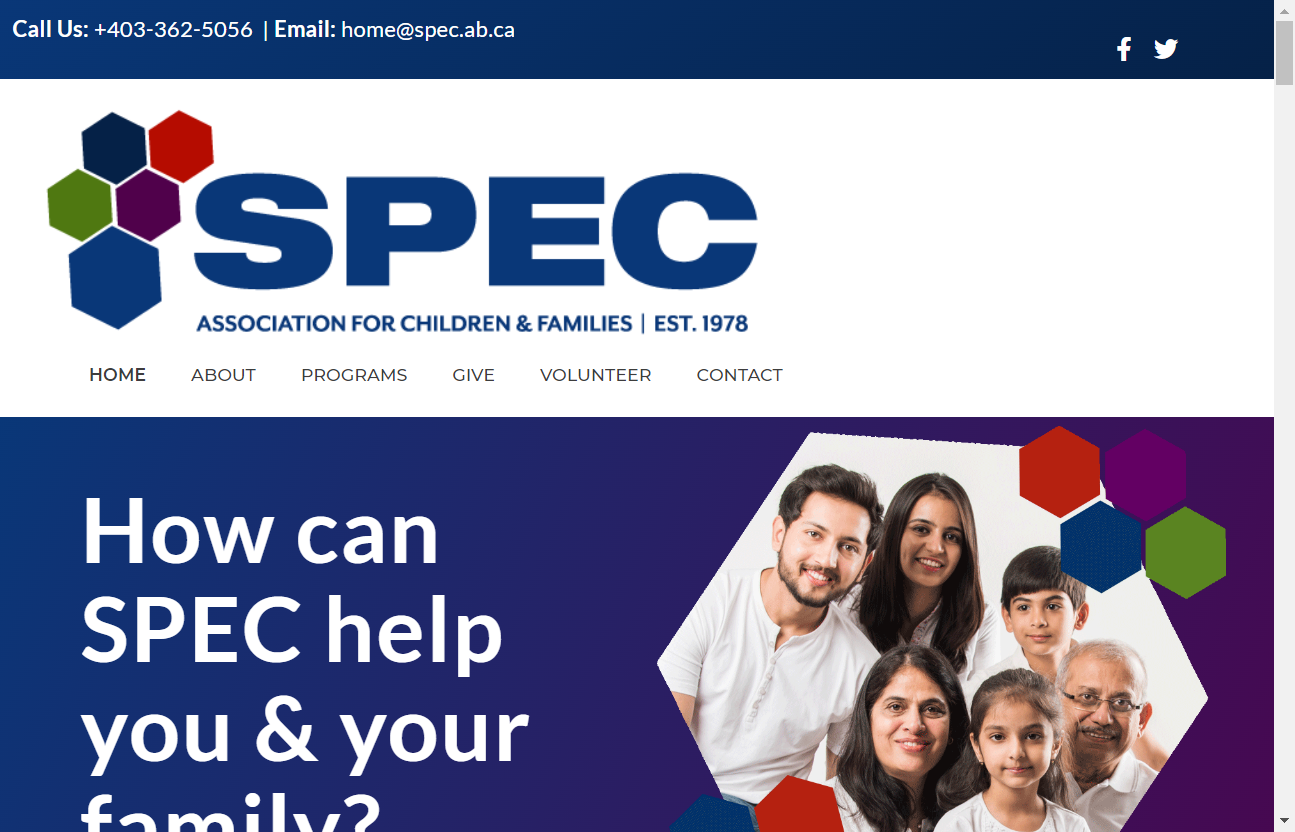 Call Us: +403-362-5056 | Email: home@spec.ab.ca
SPEC
ASSOCIATION FOR CHILDREN & FAMILIES | EST. 1978
HOME ABOUT PROGRAMS GIVE VOLUNTEER CONTACT
How can
SPEC help
you & your
family?